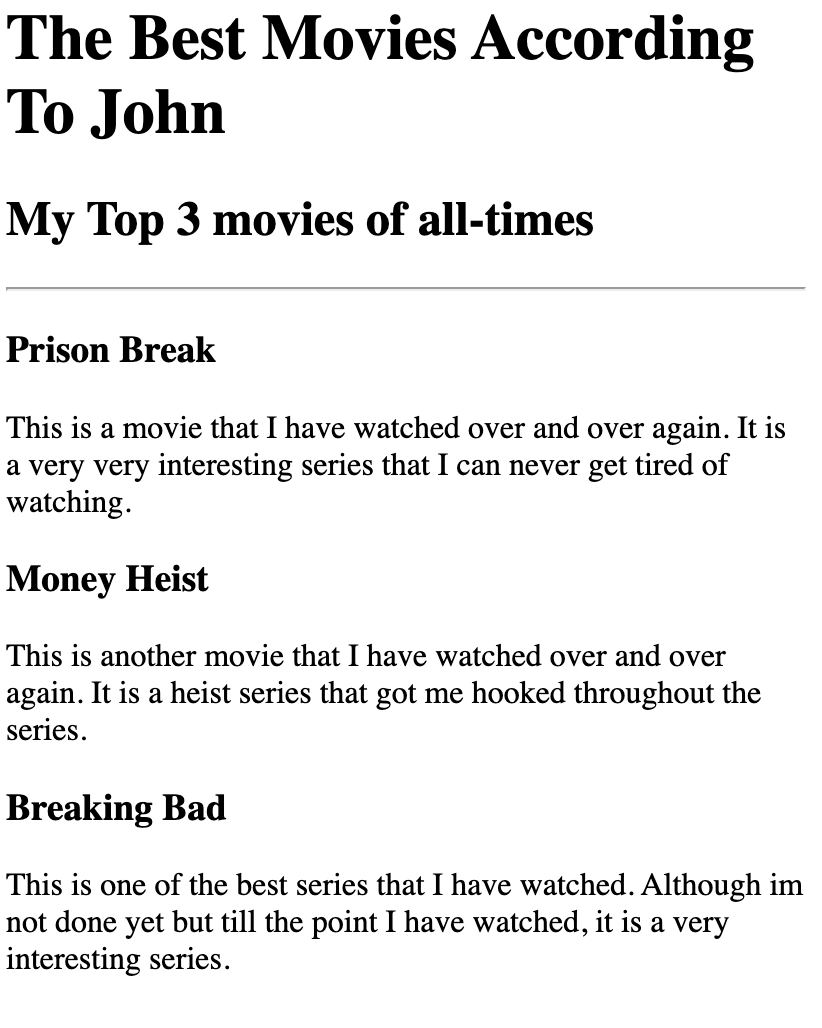 The Best Movies According
To John
My Top 3 movies of all-times
Prison Break
This is a movie that I have watched over and over again. It is
a very very interesting series that I can never get tired of
watching.
Money Heist
This is another movie that I have watched over and over
again. It is a heist series that got me hooked throughout the
series.
Breaking Bad
This is one of the best series that I have watched. Although im
not done yet but till the point I have watched, it is a very
interesting series.